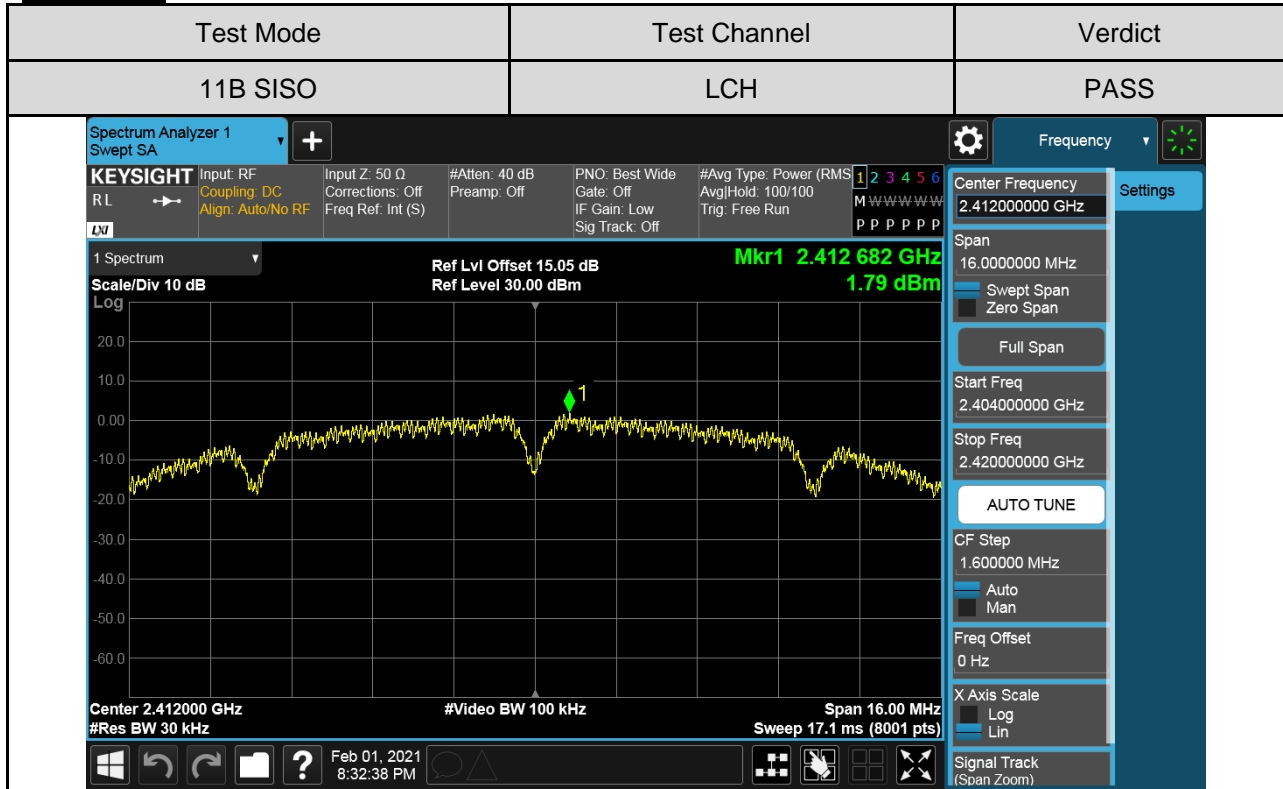 Test Mode Test Channel Verdict
11B SISO LCH PASS
Spectrum Analyzer 1
Swept SA
Frequency
KEYSIGHT
R L
LXI
Input: RF
Coupling: DC
Align: Auto/No RF
Input Z: 50 Ω
Corrections: Off
Freq Ref: Int (S)
#Atten: 40 dB
Preamp: Off
PNO: Best Wide
Gate: Off
IF Gain: Low
Sig Track: Off
#Avg Type: Power (RMS
Avg|Hold: 100/100
Trig: Free Run
1 2 3 4 5 6
M W W W W W
P P P P P P
1 Spectrum
Scale/Div 10 dB
Log
Ref Lvl Offset 15.05 dB
Ref Level 30.00 dBm
Mkr1 2.412 682 GHz
1.79 dBm
20.0
10.0
0.00
-10.0
-20.0
-30.0
-40.0
-50.0
-60.0
1
Center 2.412000 GHz
#Res BW 30 kHz
#Video BW 100 kHz
Span 16.00 MHz
Sweep 17.1 ms (8001 pts)
Center Frequency
2.412000000 GHz
Span
16.0000000 MHz
Swept Span
Zero Span
Full Span
Start Freq
2.404000000 GHz
Stop Freq
2.420000000 GHz
AUTO TUNE
CF Step
1.600000 MHz
Auto
Man
Freq Offset
0 Hz
X Axis Scale
Log
Lin
Signal Track
(Span Zoom)
Settings
?
Feb 01, 2021
8:32:38 PM